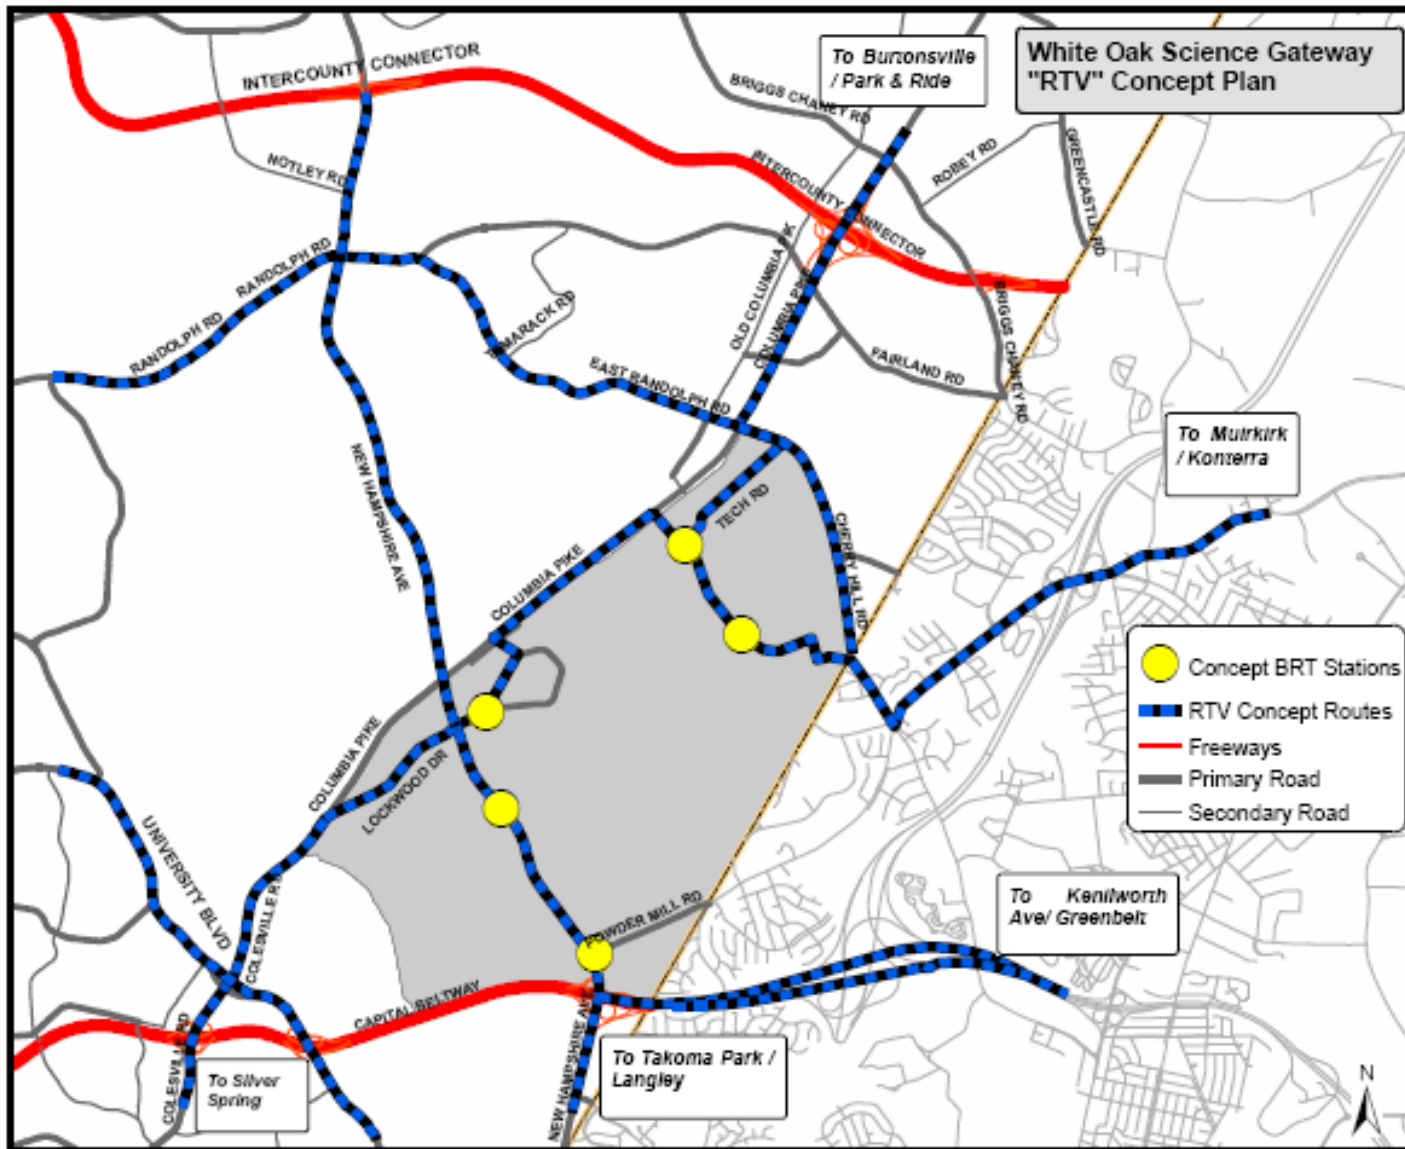 White Oak Science Gateway
"RTV" Concept Plan
To Burtonsville
/ Park & Ride
INTERCOUNTY CONNECTOR
BRIGGS CHANEY RD
NOTLEY RD
INTERCOUNTY CONNECTOR
ROBEY RD
GREENCASTLE RD
RANDOLPH RD
RANDOLPH RD
TAMARACK RD
OLD COLUMBIA PK
COLUMBIA PIKE
BRIGGS CHANEY RD
FAIRLAND RD
EAST RANDOLPH RD
To Muirkirk
/ Konterra
NEW HAMPSHIRE AVE
TECH RD
CHERRY HILL RD
COLUMBIA PIKE
COLUMBIA PIKE
LOCKWOOD DR
Concept BRT Stations
RTV Concept Routes
Freeways
Primary Road
Secondary Road
UNIVERSITY BLVD
COLESVILLE R
POWDER MILL RD
To Kenilworth
Ave/ Greenbelt
CAPITAL BELTWAY
COLESVILLE RD
NEW HAMPSHIRE AVE
To Silver
Spring
To Takoma Park /
Langley
N